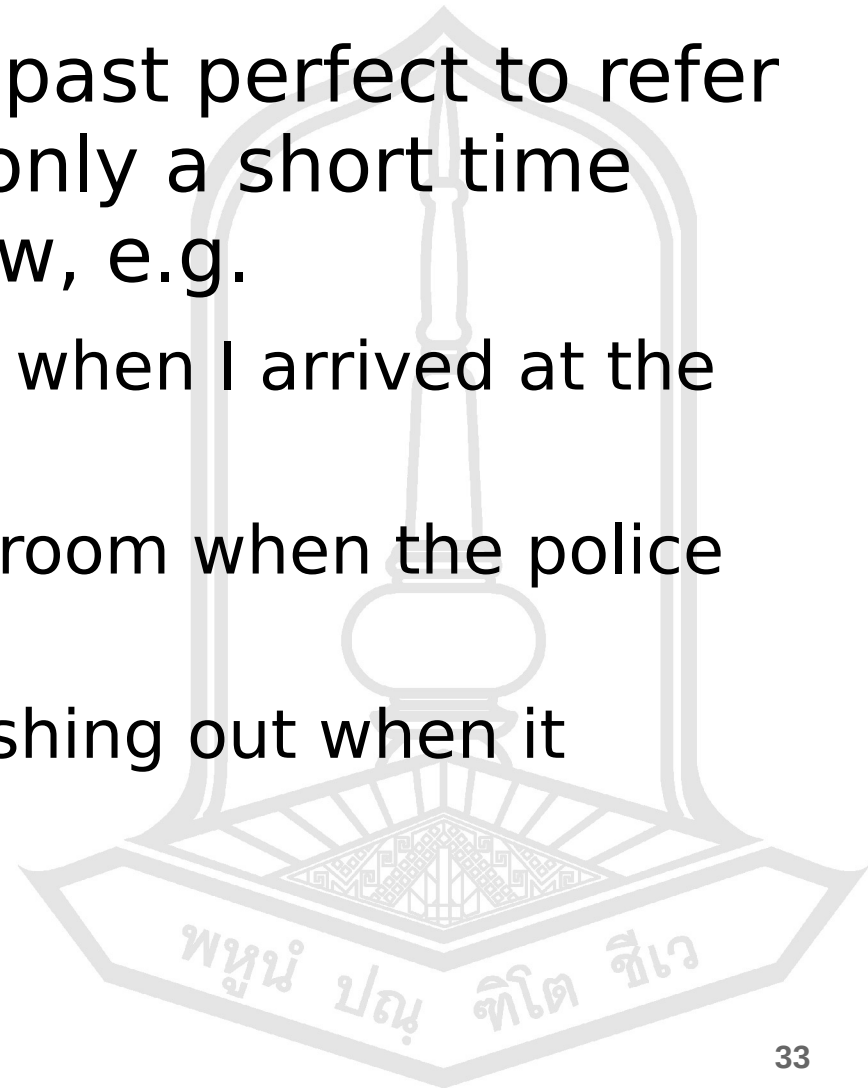 past perfect to refer
only a short time
w, e.g.
when I arrived at the
room when the police
shing out when it
พหูนํ ปณฺฑิโต ชีเว
33